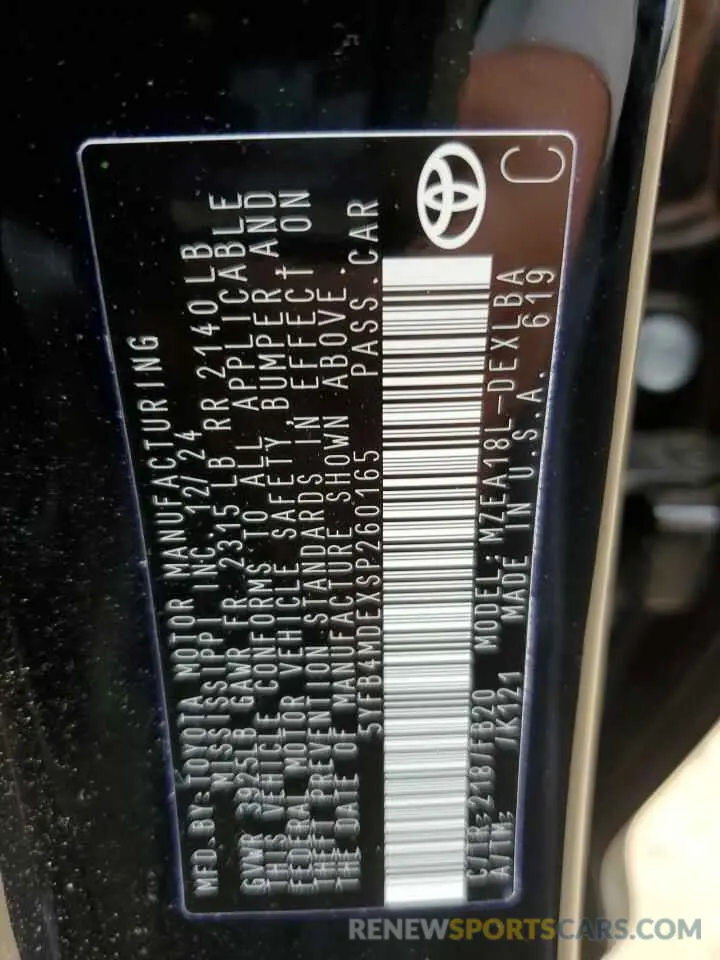 MFD. BY: TOYOTA MOTOR MANUFACTURING
MISSISSIPPI INC 12/24
GVWR 3925LB GAWR FR 2315 LB RR 2140 LB
THIS VEHICLE CONFORMS TO ALL APPLICABLE
FEDERAL MOTOR VEHICLE SAFETY, BUMPER, AND
THEFT PREVENTION STANDARDS IN EFFECT ON
THE DATE OF MANUFACTURE SHOWN ABOVE.
5YFB4MDEXSP260165 PASS.CAR
C/TR: 218/FB20 MODEL: MZEA18L-DEXLBA
A/TM: /K121 MADE IN U.S.A. 619
C
RENEWSPORTSCARS.COM